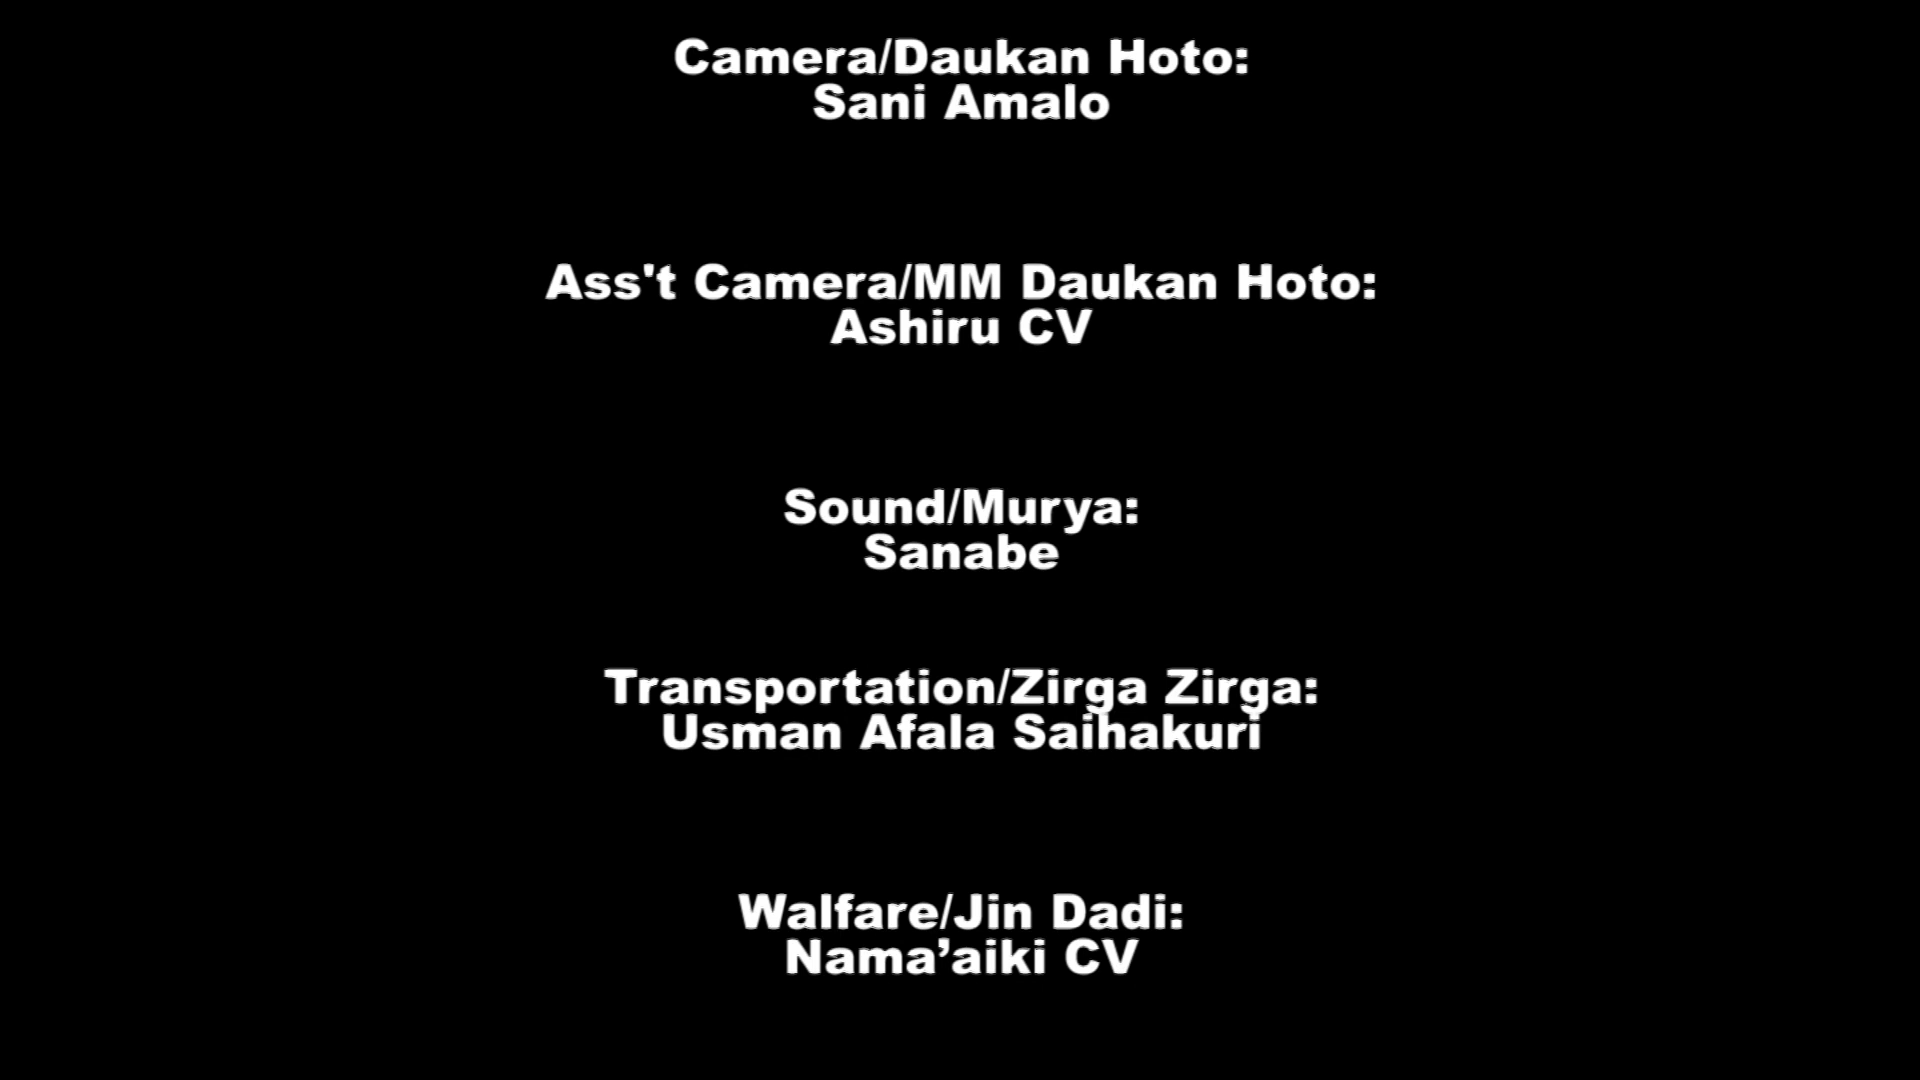 Camera/Daukan Hoto:
Sani Amalo
Ass't Camera/MM Daukan Hoto:
Ashiru CV
Sound/Murya:
Sanabe
Transportation/Zirga Zirga:
Usman Afala Saihakuri
Walfare/Jin Dadi:
Nama’aiki CV